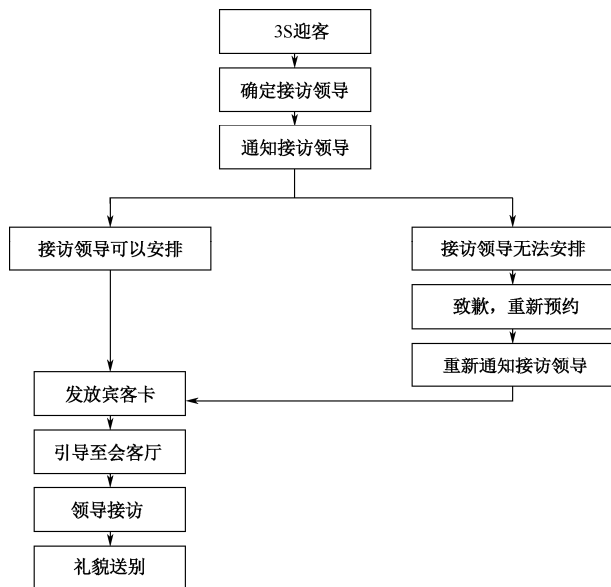 3S迎客
确定接访领导
通知接访领导
接访领导可以安排
接访领导无法安排
致歉，重新预约
重新通知接访领导
发放宾客卡
引导至会客厅
领导接访
礼貌送别